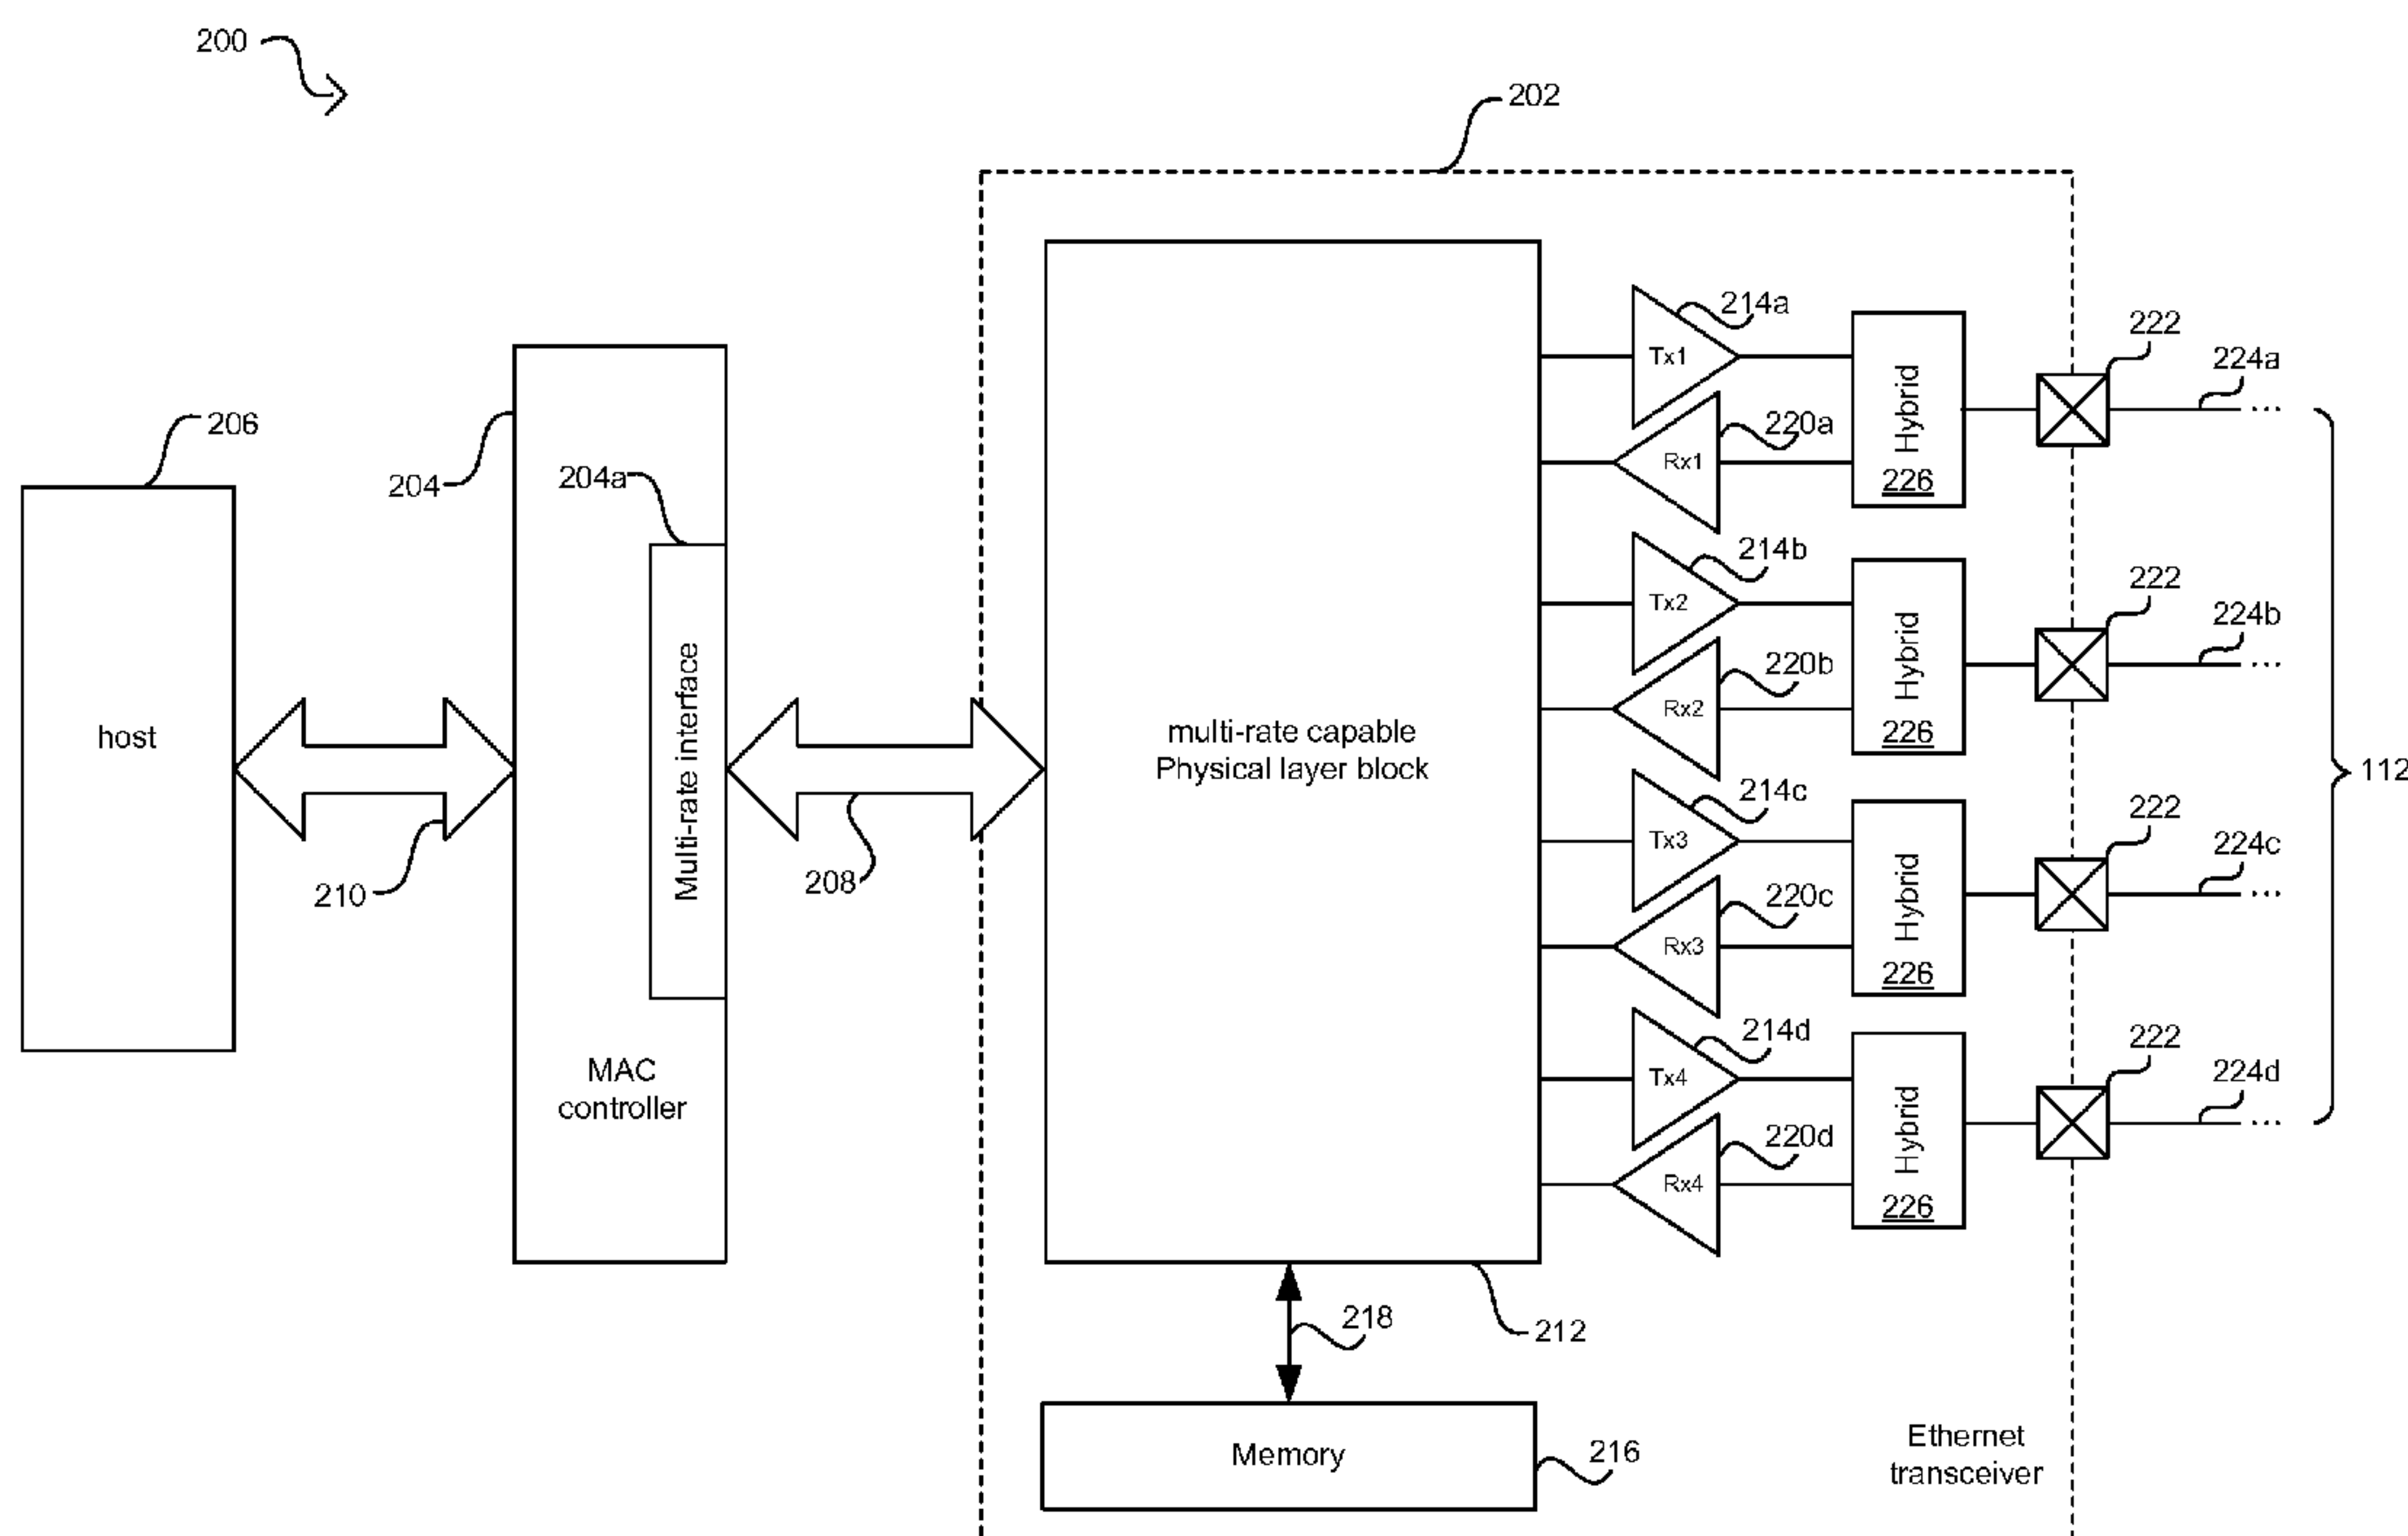 200
202
214a
Tx1
220a
Rx1
Hybrid
226
222
224a
206
204
204a
214b
Tx2
220b
Rx2
Hybrid
226
222
224b
host
Multi-rate interface
multi-rate capable
Physical layer block
112
210
208
214c
Tx3
220c
Rx3
Hybrid
226
222
224c
MAC
controller
214d
Tx4
220d
Rx4
Hybrid
226
222
224d
218
212
Memory
216
Ethernet
transceiver